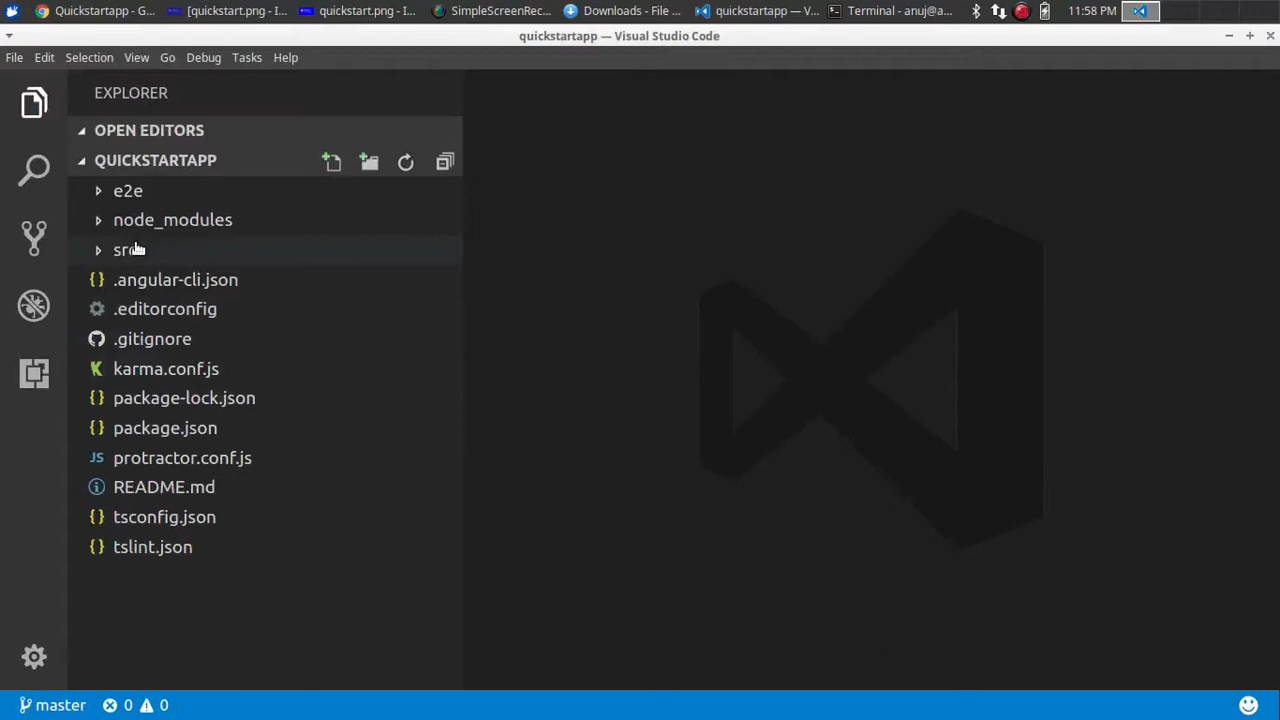 Quickstartapp - G...
[quickstart.png - I...
quickstart.png - I...
SimpleScreenRec...
Downloads - File ...
quickstartapp — V...
Terminal - anuj@a...
11:58 PM
quickstartapp — Visual Studio Code
File Edit Selection View Go Debug Tasks Help
EXPLORER
OPEN EDITORS
QUICKSTARTAPP
e2e
node_modules
src
.angular-cli.json
.editorconfig
.gitignore
karma.conf.js
package-lock.json
package.json
JS protractor.conf.js
README.md
tsconfig.json
tslint.json
master 0 0